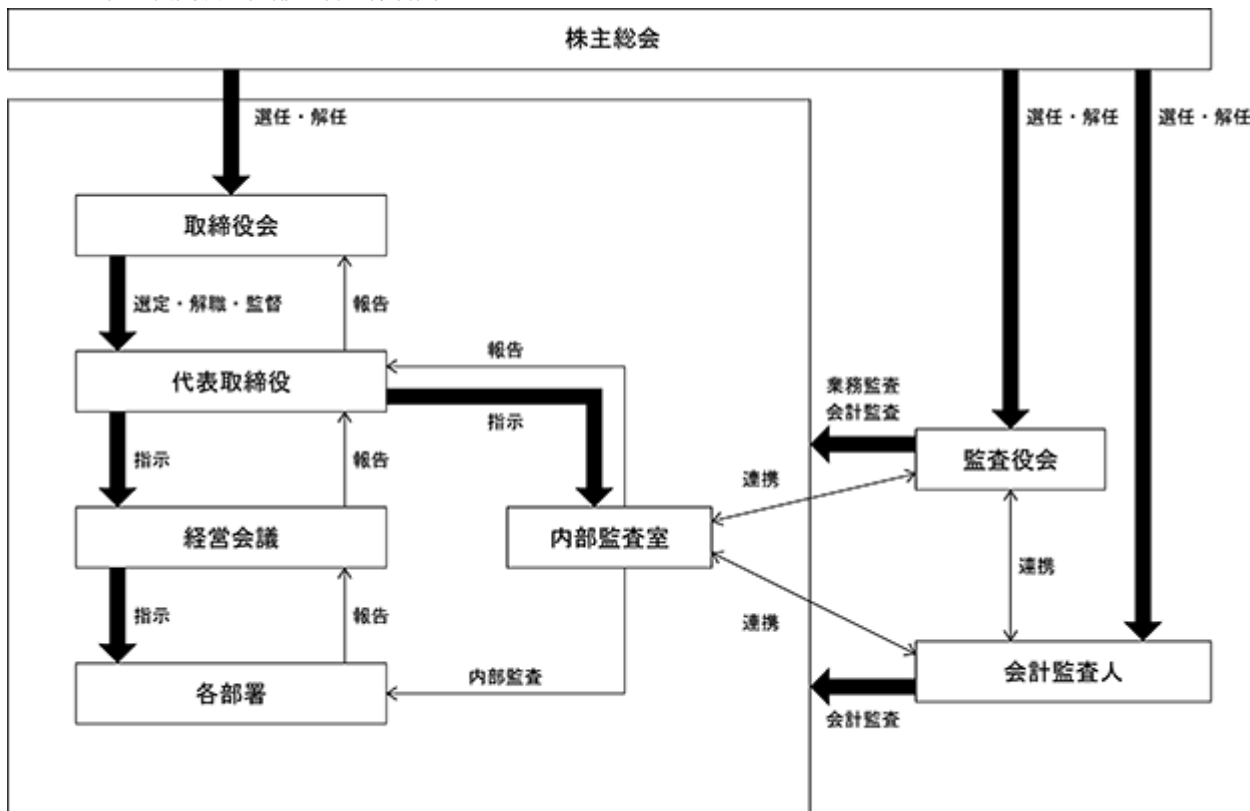 株主総会
選任・解任
選任・解任
選任・解任
取締役会
選定・解職・監督
報告
代表取締役
報告
指示
業務監査
会計監査
監査役会
指示
報告
連携
経営会議
内部監査室
連携
指示
報告
連携
各部署
内部監査
会計監査人
会計監査